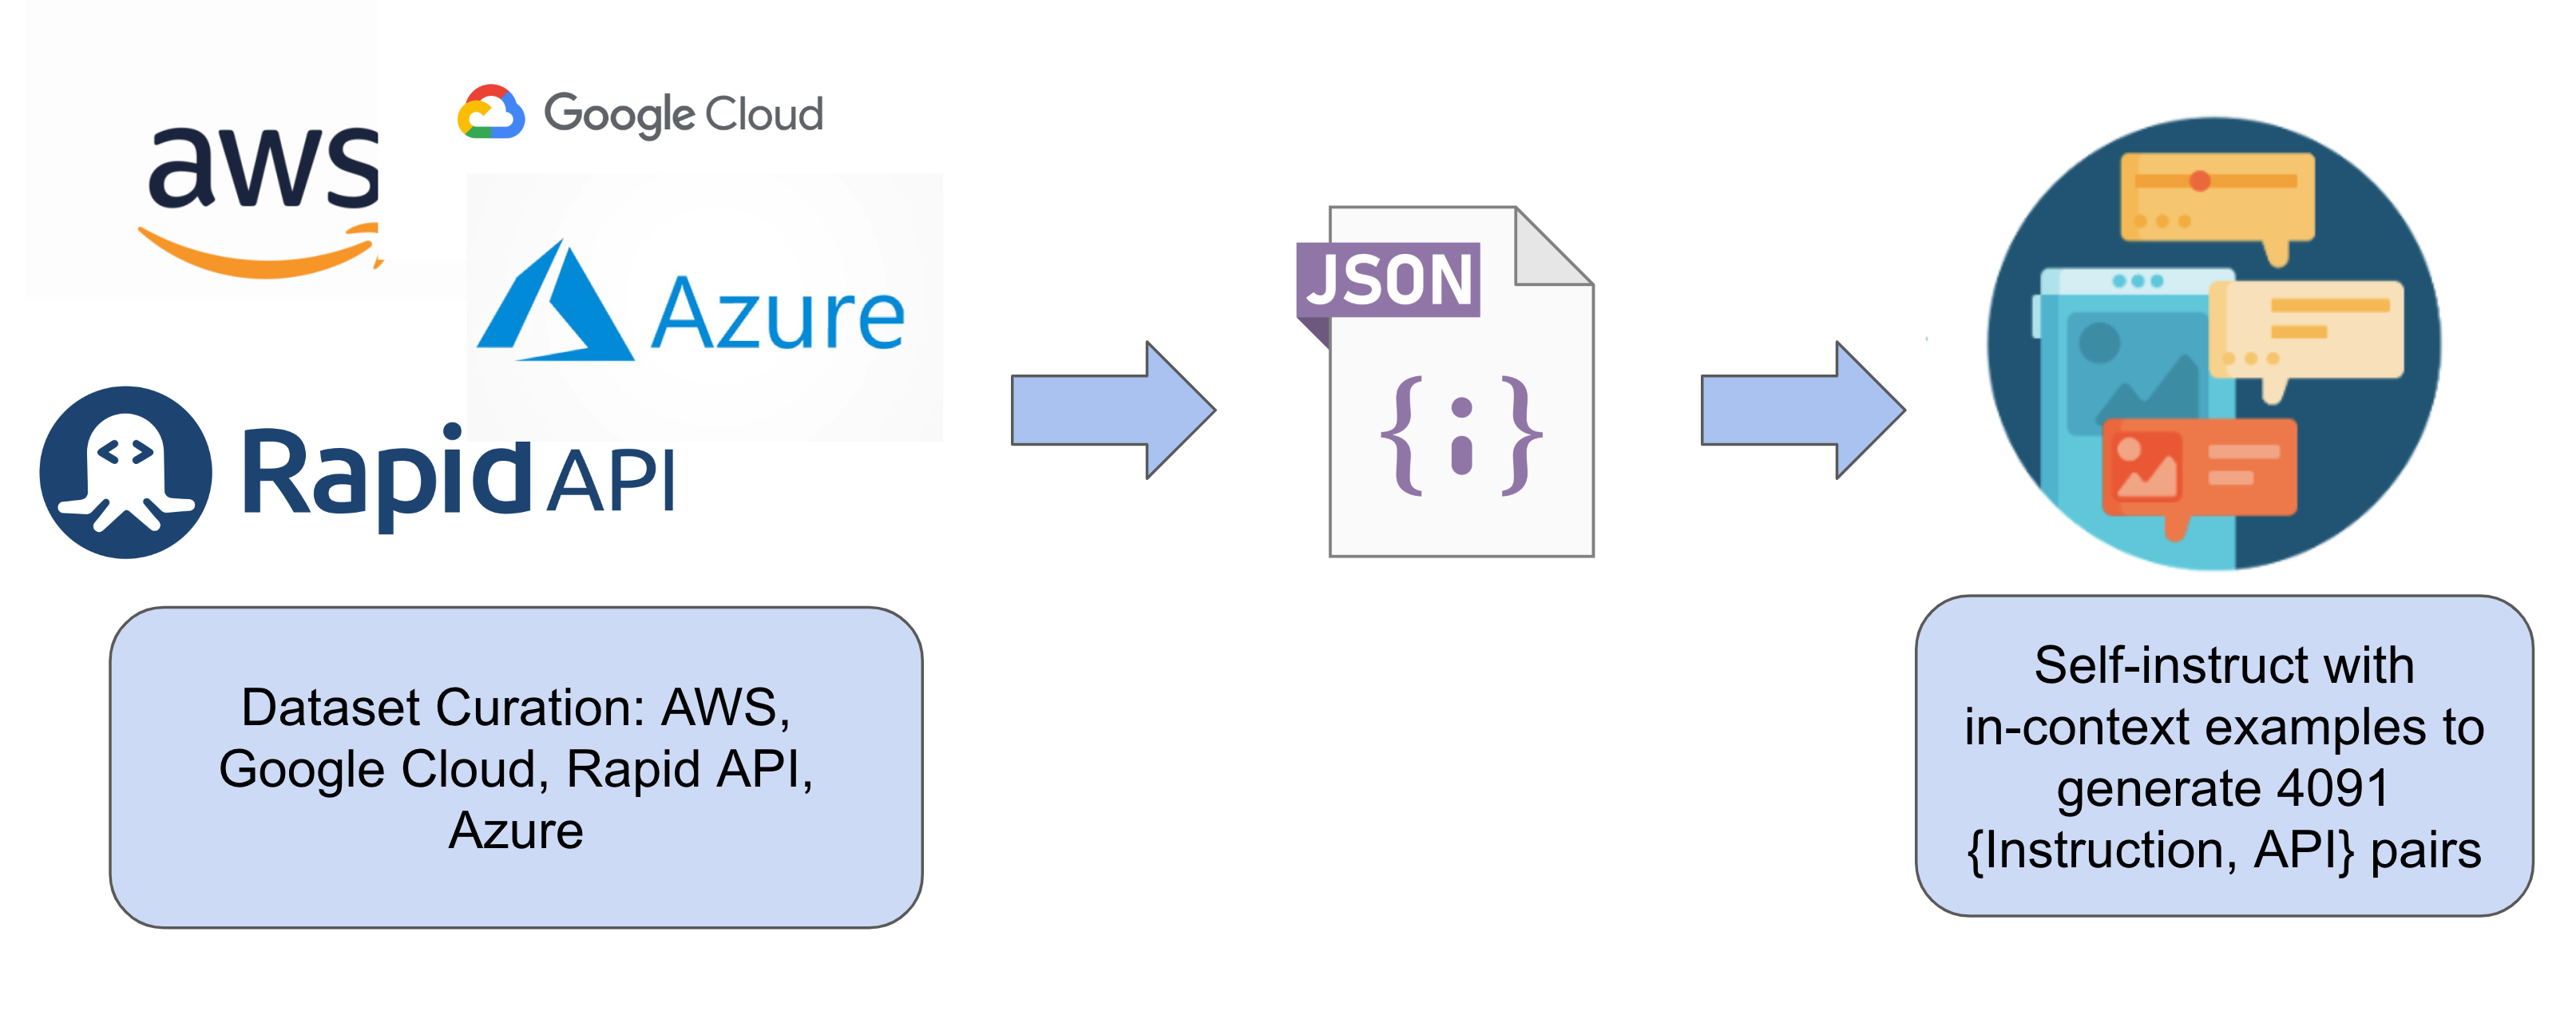 aws
Google Cloud
Azure
Rapid API
JSON
{;}
Dataset Curation: AWS,
Google Cloud, Rapid API,
Azure
Self-instruct with
in-context examples to
generate 4091
{Instruction, API} pairs